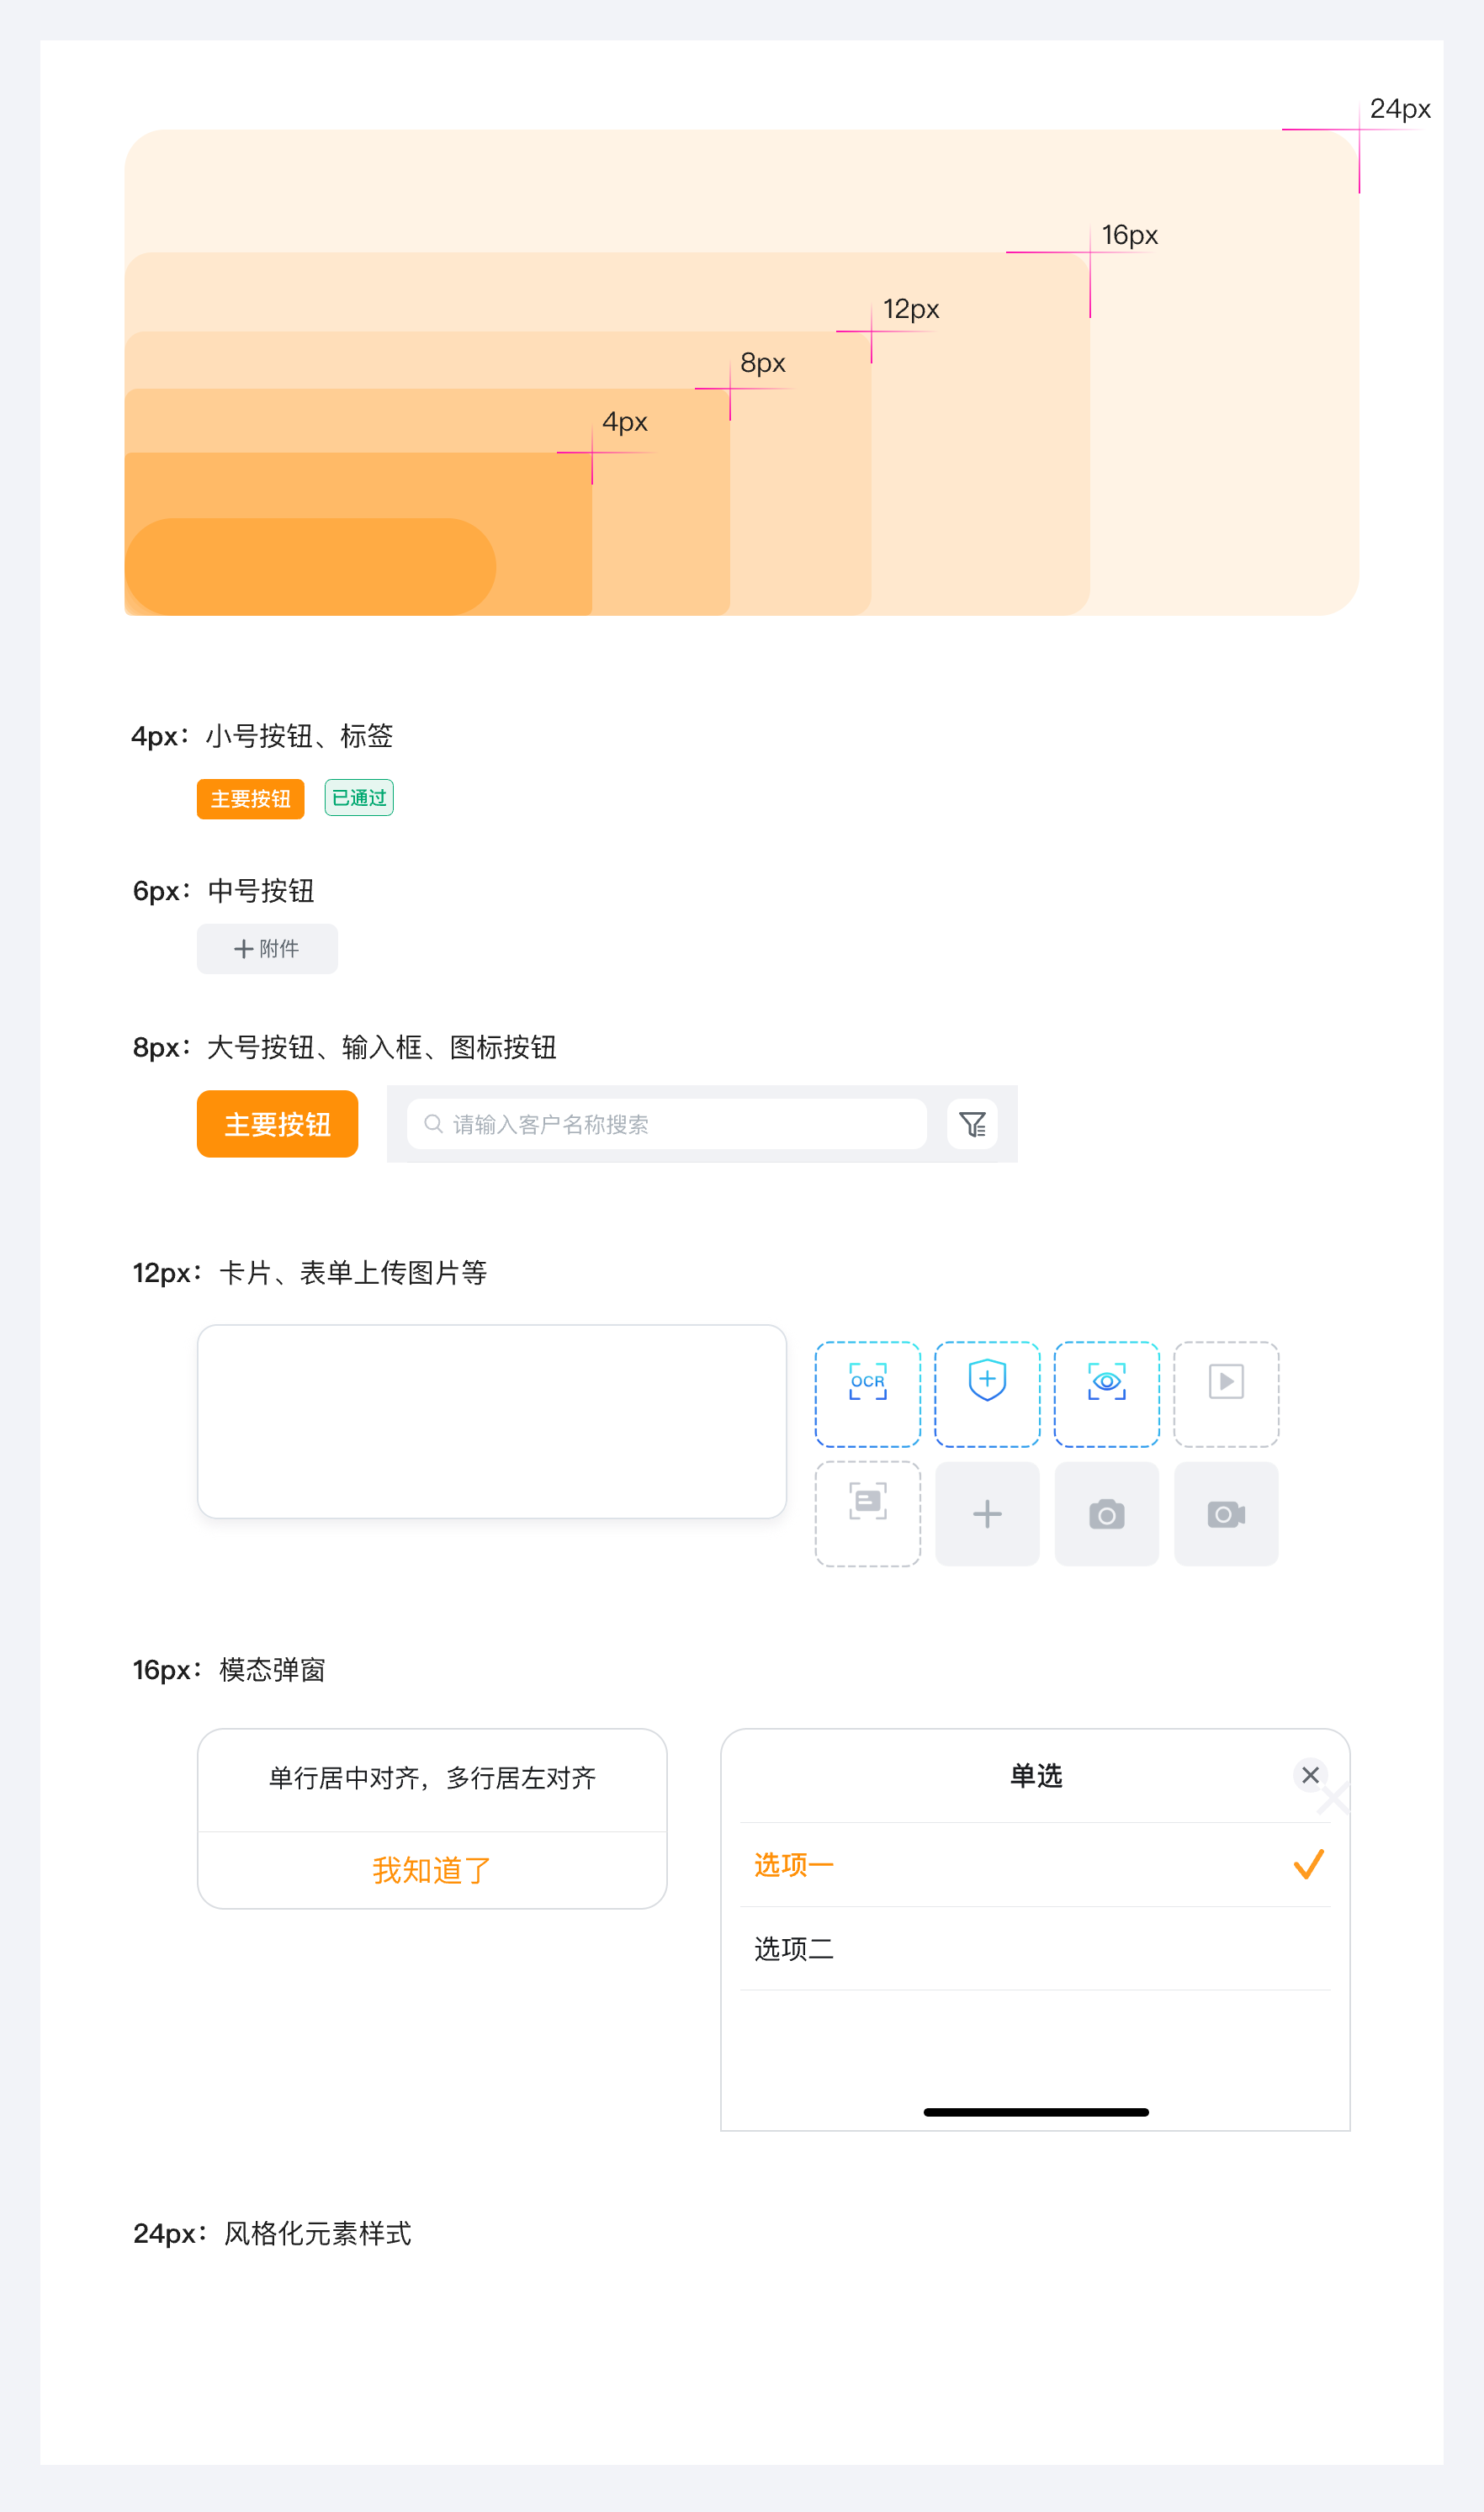 24px
16px
12px
8px
4px
4px：小号按钮、标签
主要按钮 已通过
6px：中号按钮
附件
8px：大号按钮、输入框、图标按钮
主要按钮 请输入客户名称搜索
12px：卡片、表单上传图片等
OCR
16px：模态弹窗
单行居中对齐，多行居左对齐
我知道了
单选
选项一
选项二
24px：风格化元素样式